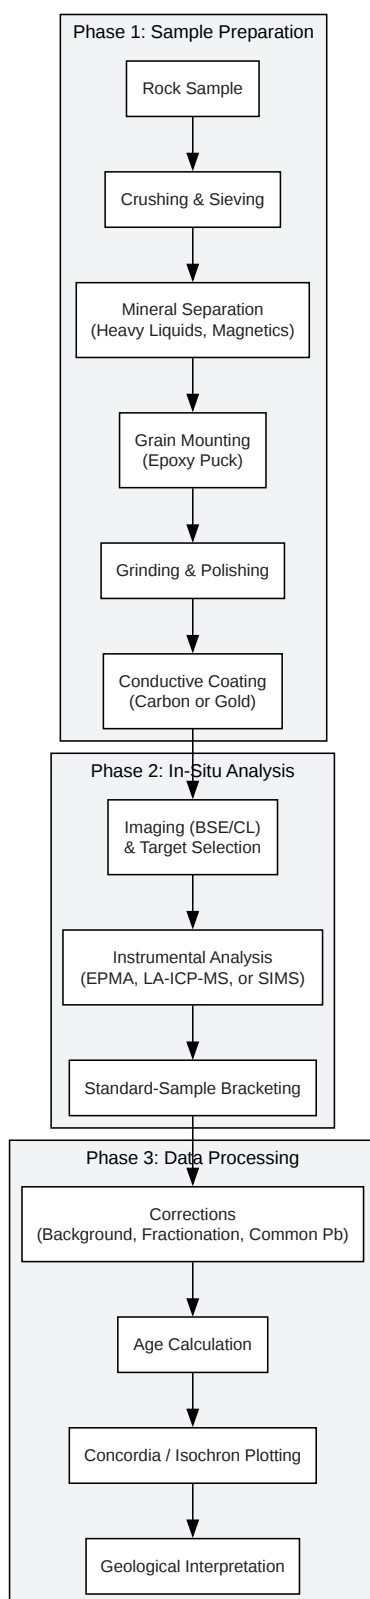 Phase 1: Sample Preparation
Rock Sample
Crushing & Sieving
Mineral Separation
(Heavy Liquids, Magnetics)
Grain Mounting
(Epoxy Puck)
Grinding & Polishing
Conductive Coating
(Carbon or Gold)
Phase 2: In-Situ Analysis
Imaging (BSE/CL)
& Target Selection
Instrumental Analysis
(EPMA, LA-ICP-MS, or SIMS)
Standard-Sample Bracketing
Phase 3: Data Processing
Corrections
(Background, Fractionation, Common Pb)
Age Calculation
Concordia / Isochron Plotting
Geological Interpretation